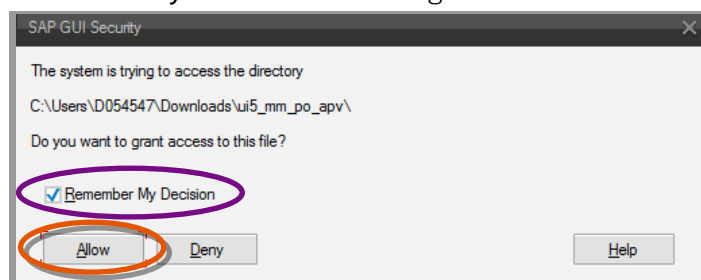 SAP GUI Security
The system is trying to access the directory
C:\Users\D054547\Downloads\ui5_mm_po_apv\
Do you want to grant access to this file?
Remember My Decision
Allow Deny Help